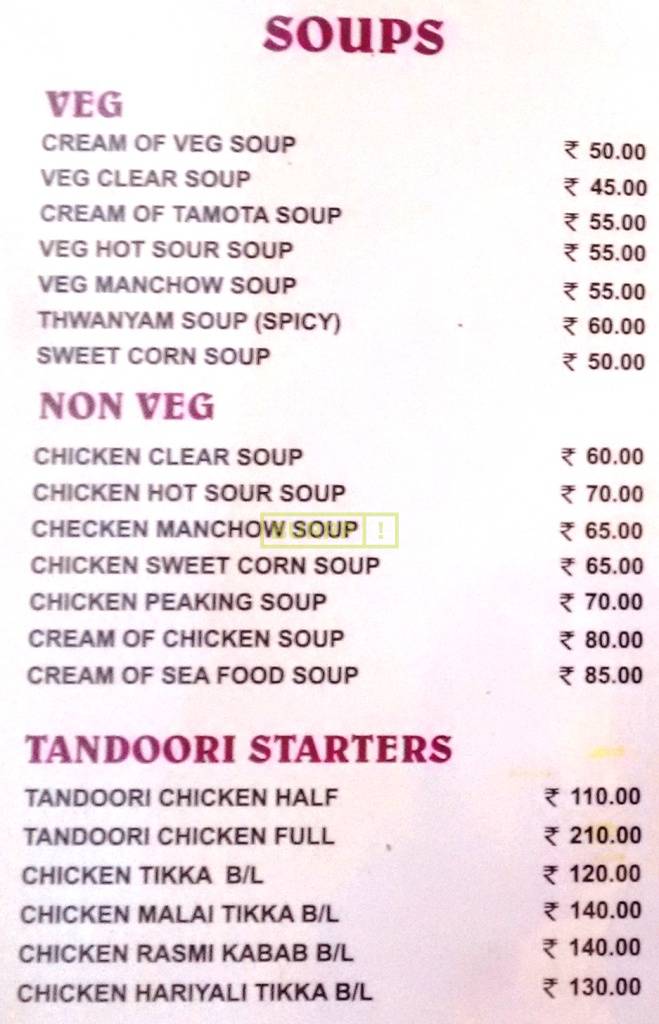 SOUPS
VEG
CREAM OF VEG SOUP ₹ 50.00
VEG CLEAR SOUP ₹ 45.00
CREAM OF TAMOTA SOUP ₹ 55.00
VEG HOT SOUR SOUP ₹ 55.00
VEG MANCHOW SOUP ₹ 55.00
THWANYAM SOUP (SPICY) ₹ 60.00
SWEET CORN SOUP ₹ 50.00
NON VEG
CHICKEN CLEAR SOUP ₹ 60.00
CHICKEN HOT SOUR SOUP ₹ 70.00
CHECKEN MANCHOW SOUP ₹ 65.00
CHICKEN SWEET CORN SOUP ₹ 65.00
CHICKEN PEAKING SOUP ₹ 70.00
CREAM OF CHICKEN SOUP ₹ 80.00
CREAM OF SEA FOOD SOUP ₹ 85.00
TANDOORI STARTERS
TANDOORI CHICKEN HALF ₹ 110.00
TANDOORI CHICKEN FULL ₹ 210.00
CHICKEN TIKKA B/L ₹ 120.00
CHICKEN MALAI TIKKA B/L ₹ 140.00
CHICKEN RASMI KABAB B/L ₹ 140.00
CHICKEN HARIYALI TIKKA B/L ₹ 130.00